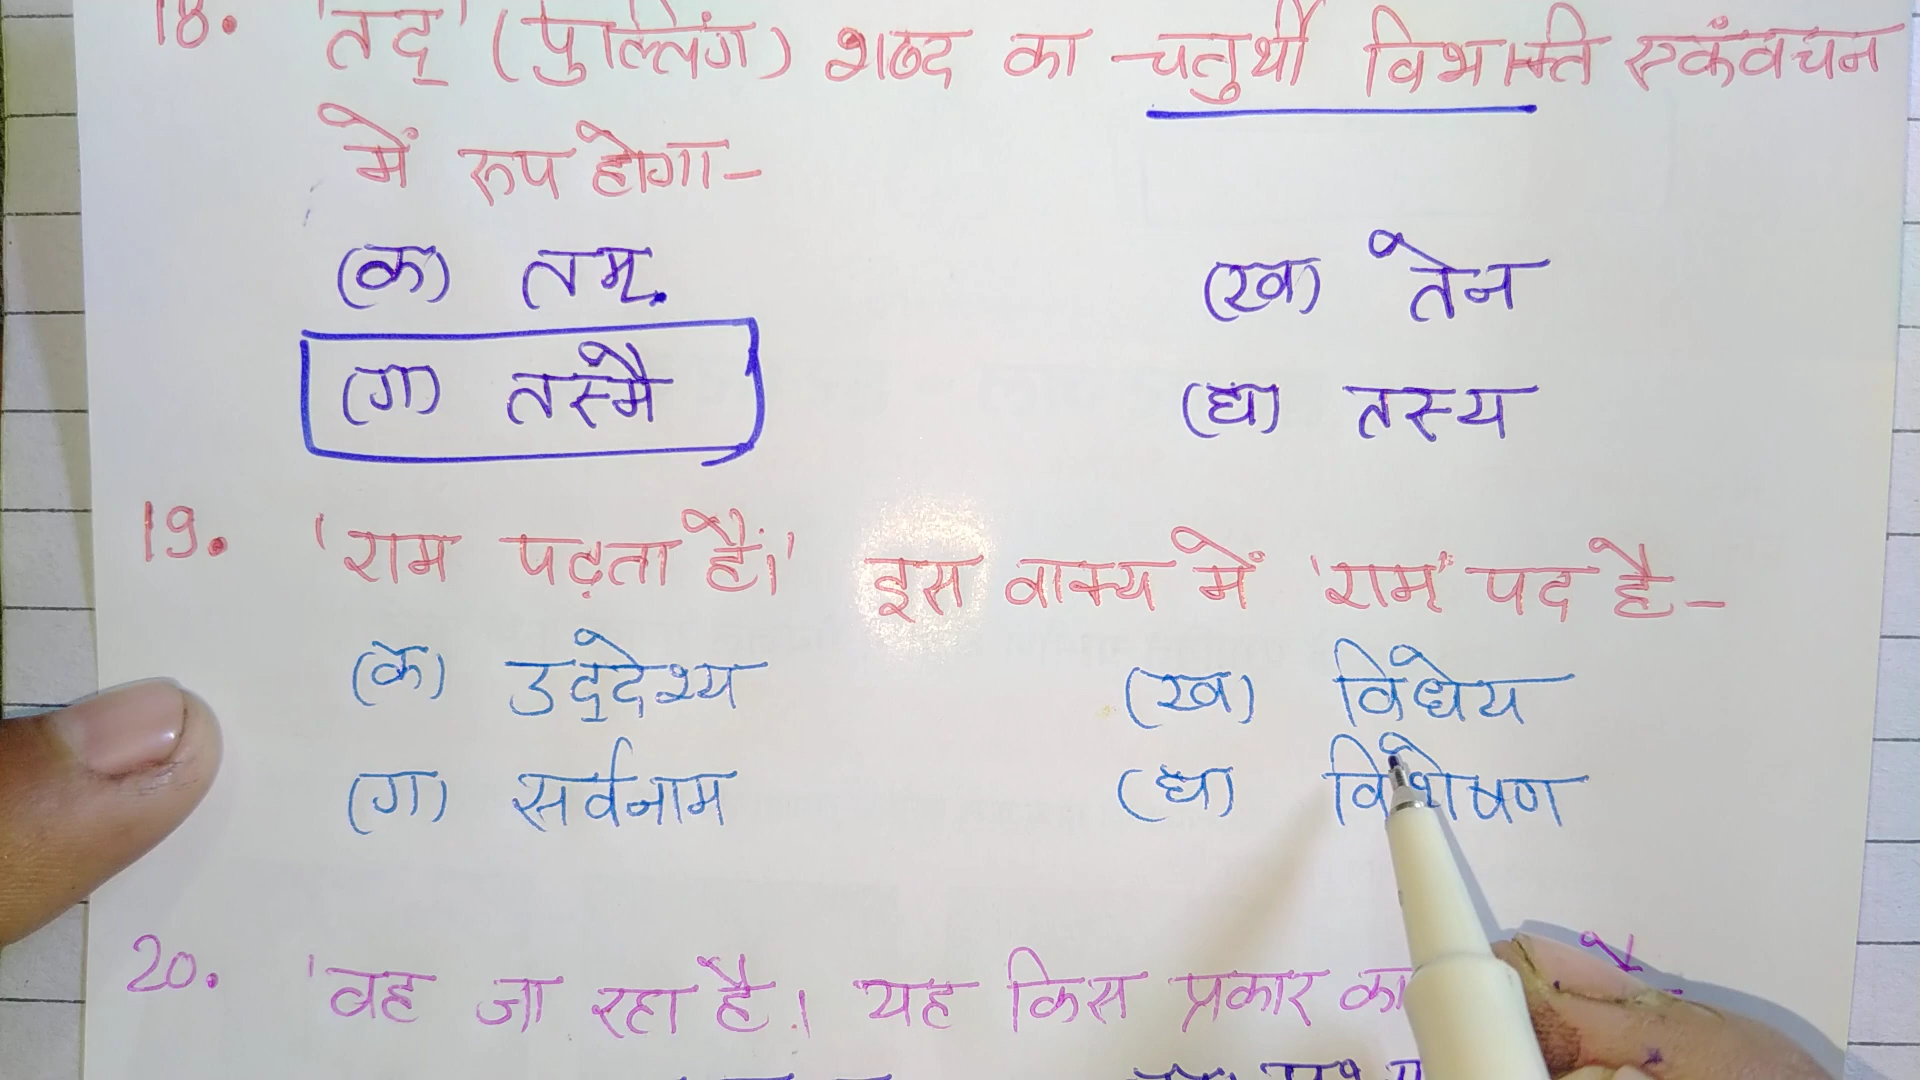 18. 'तद्' (पुल्लिंग) शब्द का चतुर्थी विभक्ति एकवचन
में रुप होगा-
(क) तम्. (ख) तेन
(ग) तस्मै (घ) तस्य
19. 'राम पढ़ता है।' इस वाक्य में 'राम' पद है-
(क) उद्देश्य (ख) विधेय
(ग) सर्वनाम (घ) विशेषण
20. 'वह जा रहा है। यह किस प्रकार का